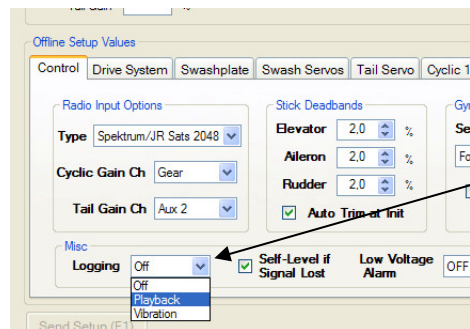 Tail Gain %
Offline Setup Values
Control Drive System Swashplate Swash Servos Tail Servo Cyclic 1
Radio Input Options Stick Deadbands Gyr
Type Spektrum/JR Sats 2048 Elevator 2.0 % Se
Aileron 2.0 % Fo
Cyclic Gain Ch Gear
Rudder 2.0 %
Tail Gain Ch Aux 2 Auto Trim at Init
Misc
Logging Off Self-Level if Signal Lost Low Voltage Alarm OFF
Off
Playback
Vibration
Send Setup (F1)